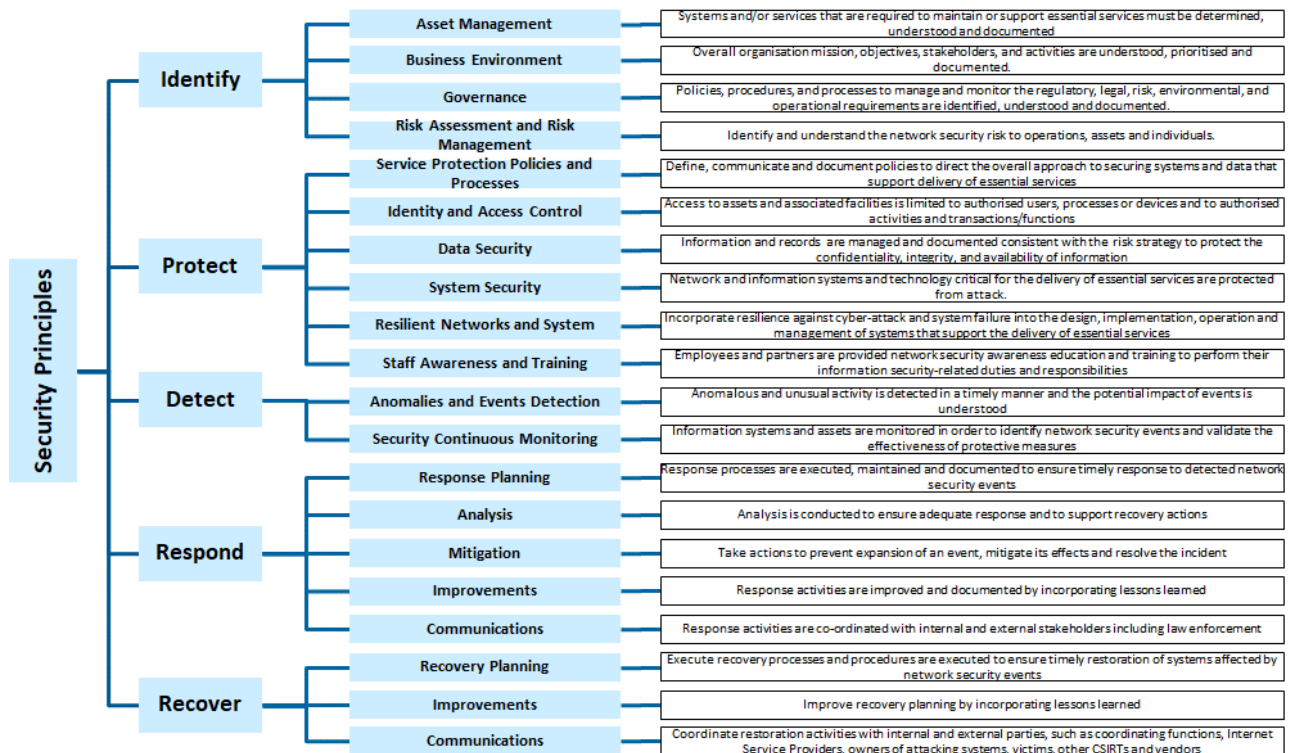 Security Principles
Identify
Asset Management
Systems and/or services that are required to maintain or support essential services must be determined,
understood and documented
Business Environment
Overall organisation mission, objectives, stakeholders, and activities are understood, prioritised and
documented.
Governance
Policies, procedures, and processes to manage and monitor the regulatory, legal, risk, environmental, and
operational requirements are identified, understood and documented.
Risk Assessment and Risk
Management
Identify and understand the network security risk to operations, assets and individuals.
Protect
Service Protection Policies and
Processes
Define, communicate and document policies to direct the overall approach to securing systems and data that
support delivery of essential services
Identity and Access Control
Access to assets and associated facilities is limited to authorised users, processes or devices and to authorised
activities and transactions/functions
Data Security
Information and records are managed and documented consistent with the risk strategy to protect the
confidentiality, integrity, and availability of information
System Security
Network and information systems and technology critical for the delivery of essential services are protected
from attack.
Resilient Networks and System
Incorporate resilience against cyber-attack and system failure into the design, implementation, operation and
management of systems that support the delivery of essential services
Staff Awareness and Training
Employees and partners are provided network security awareness education and training to perform their
information security-related duties and responsibilities
Detect
Anomalies and Events Detection
Anomalous and unusual activity is detected in a timely manner and the potential impact of events is
understood
Security Continuous Monitoring
Information systems and assets are monitored in order to identify network security events and validate the
effectiveness of protective measures
Respond
Response Planning
Response processes are executed, maintained and documented to ensure timely response to detected network
security events
Analysis
Analysis is conducted to ensure adequate response and to support recovery actions
Mitigation
Take actions to prevent expansion of an event, mitigate its effects and resolve the incident
Improvements
Response activities are improved and documented by incorporating lessons learned
Communications
Response activities are co-ordinated with internal and external stakeholders including law enforcement
Recover
Recovery Planning
Execute recovery processes and procedures are executed to ensure timely restoration of systems affected by
network security events
Improvements
Improve recovery planning by incorporating lessons learned
Communications
Coordinate restoration activities with internal and external parties, such as coordinating functions, Internet
Service Providers, owners of attacking systems, victims, other CSIRTs and vendors